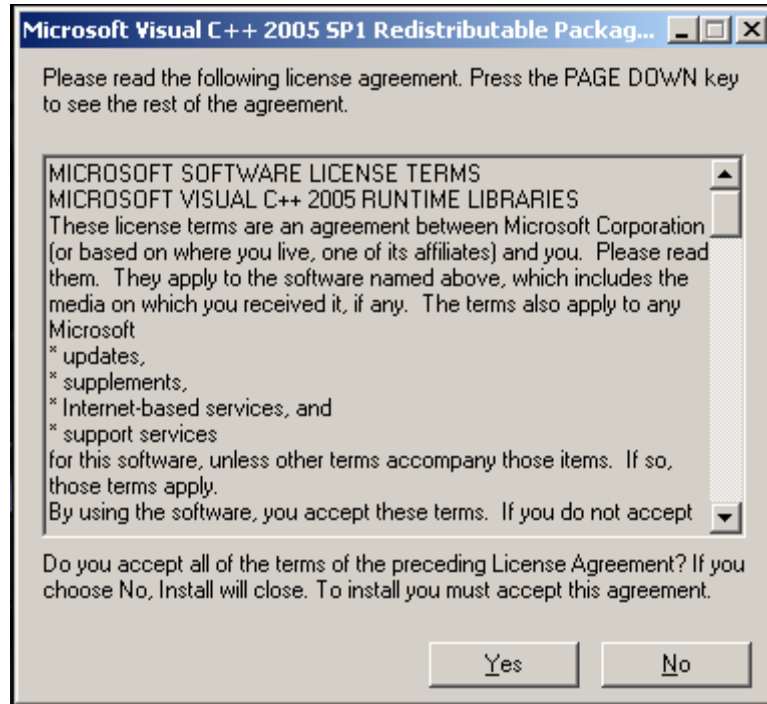 Microsoft Visual C++ 2005 SP1 Redistributable Packag...
Please read the following license agreement. Press the PAGE DOWN key
to see the rest of the agreement.
MICROSOFT SOFTWARE LICENSE TERMS
MICROSOFT VISUAL C++ 2005 RUNTIME LIBRARIES
These license terms are an agreement between Microsoft Corporation
(or based on where you live, one of its affiliates) and you.  Please read
them.  They apply to the software named above, which includes the
media on which you received it, if any.  The terms also apply to any
Microsoft
* updates,
* supplements,
* Internet-based services, and
* support services
for this software, unless other terms accompany those items.  If so,
those terms apply.
By using the software, you accept these terms.  If you do not accept
Do you accept all of the terms of the preceding License Agreement? If you
choose No, Install will close. To install you must accept this agreement.
Yes
No